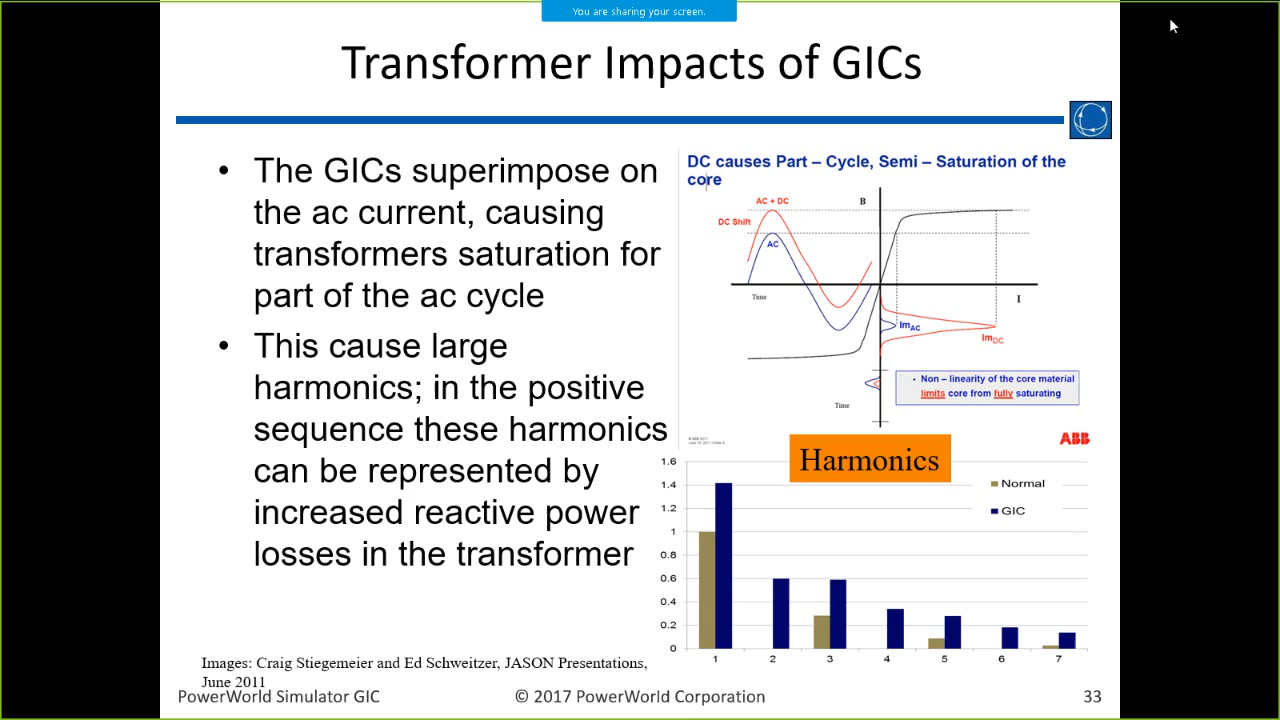 You are sharing your screen.
Transformer Impacts of GICs
• The GICs superimpose on
the ac current, causing
transformers saturation for
part of the ac cycle
• This cause large
harmonics; in the positive
sequence these harmonics
can be represented by
increased reactive power
losses in the transformer
DC causes Part – Cycle, Semi – Saturation of the
core
AC + DC
B
DC Shift
AC
Time
I
ImAC
ImDC
• Non – linearity of the core material
limits core from fully saturating
Time
ABB
Harmonics
1.6
1.4
1.2
1
0.8
0.6
0.4
0.2
0
Normal
GIC
1 2 3 4 5 6 7
Images: Craig Stiegemeier and Ed Schweitzer, JASON Presentations,
June 2011
PowerWorld Simulator GIC © 2017 PowerWorld Corporation 33